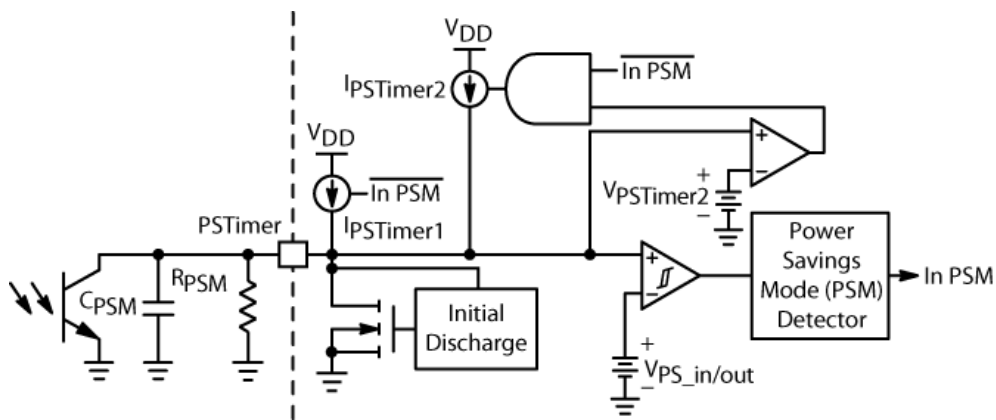 VDD
In PSM
IPSTimer2
VDD
In PSM
+
−
+
VPSTimer2
−
PSTimer
IPSTimer1
RPSM
CPSM
+
−
Initial
Discharge
Power
Savings
Mode (PSM)
Detector
In PSM
+
VPS_in/out
−